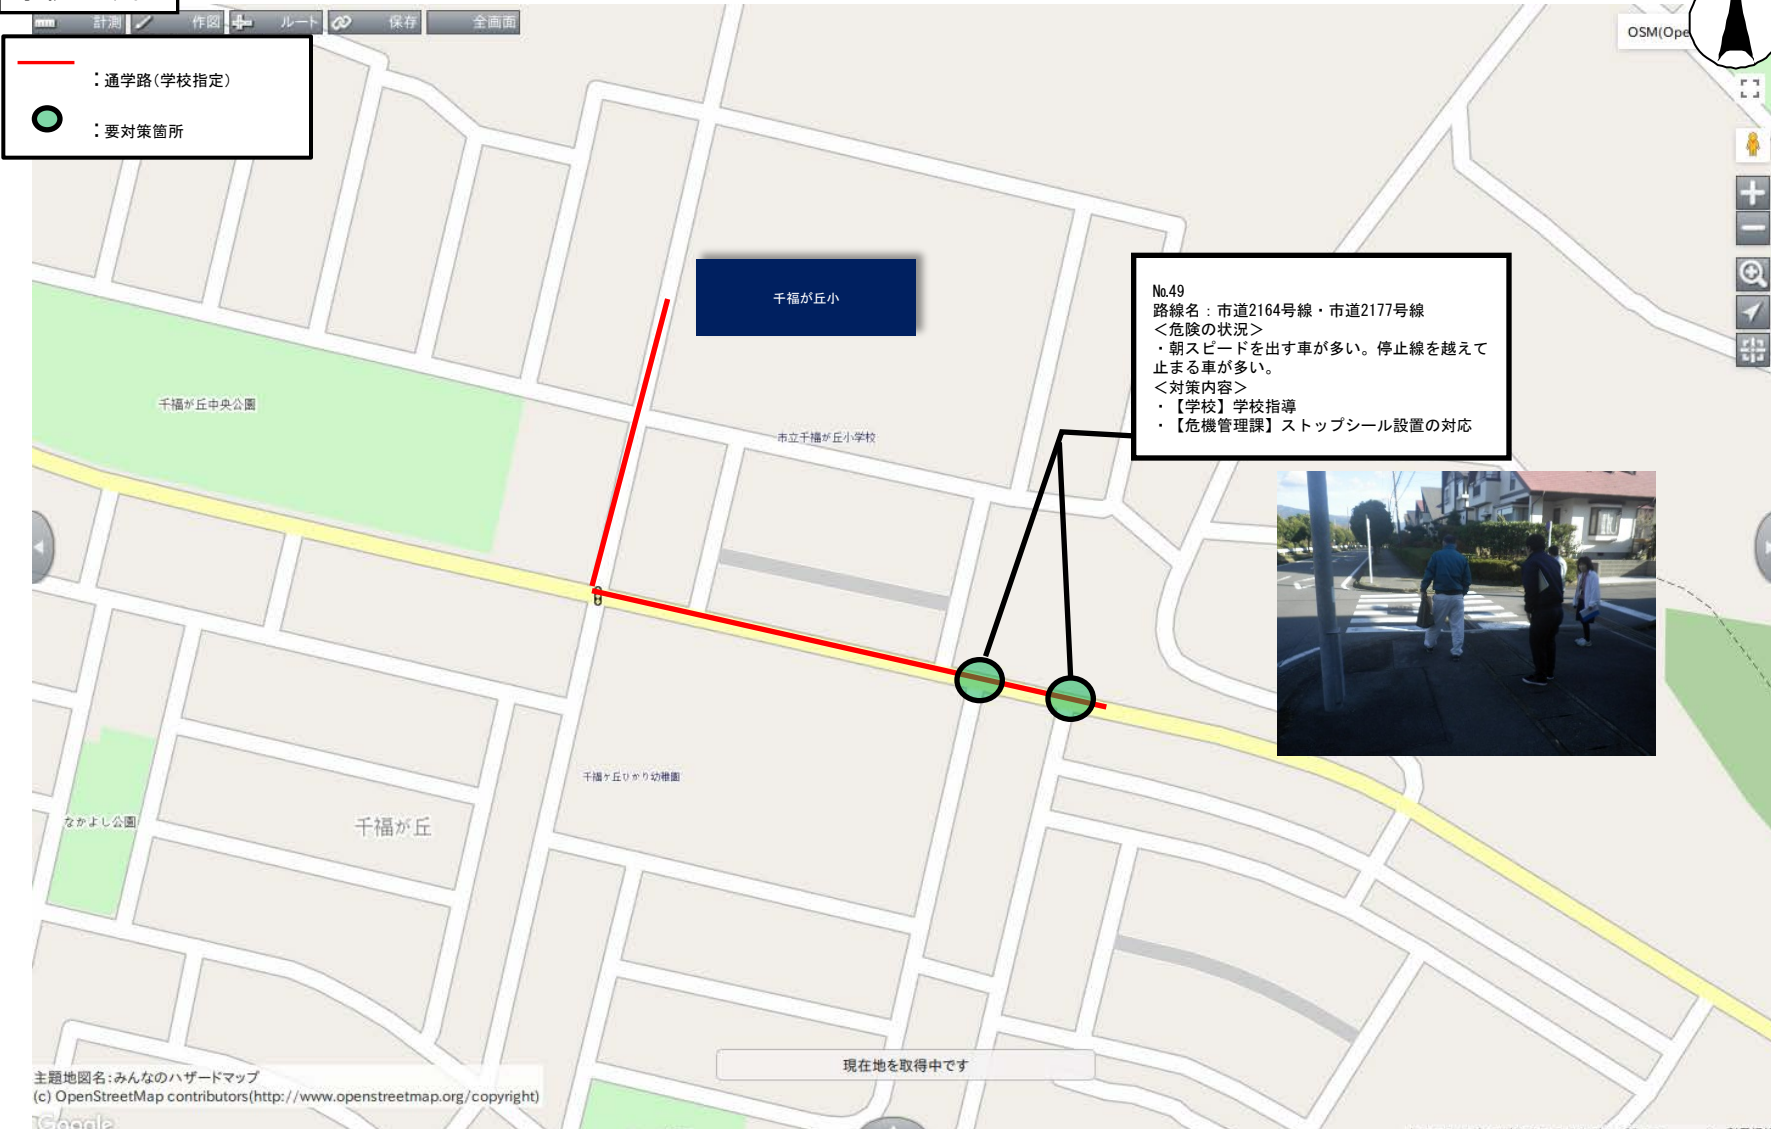 計測 作図 ルート 保存 全画面
OSM(Ope
：通学路(学校指定)
：要対策箇所
千福が丘小
No.49
路線名：市道2164号線・市道2177号線
＜危険の状況＞
・朝スピードを出す車が多い。停止線を越えて
止まる車が多い。
＜対策内容＞
・【学校】学校指導
・【危機管理課】ストップシール設置の対応
千福が丘中央公園
市立千福が丘小学校
千福ヶ丘ひかり幼稚園
なかよし公園
千福が丘
現在地を取得中です
主題地図名:みんなのハザードマップ
(c) OpenStreetMap contributors(http://www.openstreetmap.org/copyright)
Google